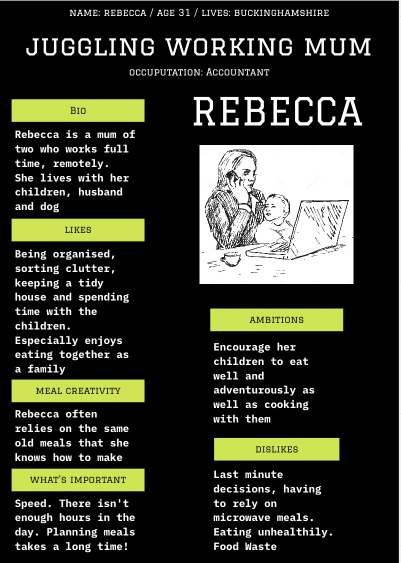 NAME: REBECCA / AGE 31 / LIVES: BUCKINGHAMSHIRE
JUGGLING WORKING MUM
OCCUPUTATION: ACCOUNTANT
REBECCA
BIO
Rebecca is a mum of
two who works full
time, remotely.
She lives with her
children, husband
and dog
LIKES
Being organised,
sorting clutter,
keeping a tidy
house and spending
time with the
children.
Especially enjoys
eating together as
a family
MEAL CREATIVITY
Rebecca often
relies on the same
old meals that she
knows how to make
WHAT'S IMPORTANT
Speed. There isn't
enough hours in the
day. Planning meals
takes a long time!
AMBITIONS
Encourage her
children to eat
well and
adventurously as
well as cooking
with them
DISLIKES
Last minute
decisions, having
to rely on
microwave meals.
Eating unhealthily.
Food Waste